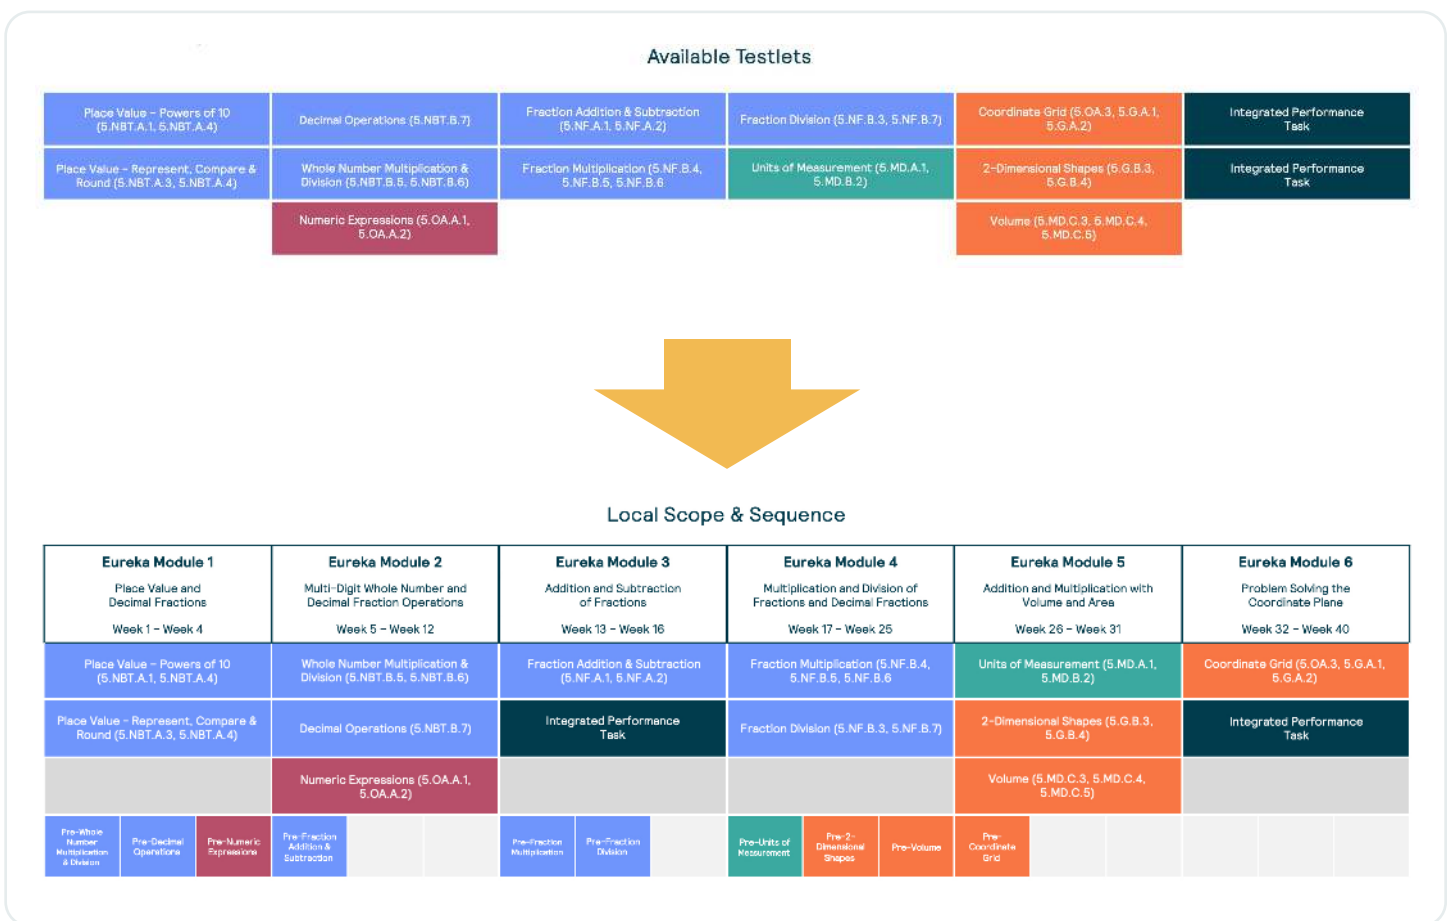 Available Testlets
Place Value – Powers of 10
(5.NBT.A.1, 5.NBT.A.4)
Decimal Operations (5.NBT.B.7)
Fraction Addition & Subtraction
(5.NF.A.1, 5.NF.A.2)
Fraction Division (5.NF.B.3, 5.NF.B.7)
Coordinate Grid (5.OA.3, 5.G.A.1,
5.G.A.2)
Integrated Performance
Task
Place Value – Represent, Compare &
Round (5.NBT.A.3, 5.NBT.A.4)
Whole Number Multiplication &
Division (5.NBT.B.5, 5.NBT.B.6)
Fraction Multiplication (5.NF.B.4,
5.NF.B.5, 5.NF.B.6
Units of Measurement (5.MD.A.1,
5.MD.B.2)
2-Dimensional Shapes (5.G.B.3,
5.G.B.4)
Integrated Performance
Task
Numeric Expressions (5.OA.A.1,
5.OA.A.2)
Volume (5.MD.C.3, 5.MD.C.4,
5.MD.C.5)
Local Scope & Sequence
Eureka Module 1
Place Value and
Decimal Fractions
Week 1 – Week 4
Eureka Module 2
Multi-Digit Whole Number and
Decimal Fraction Operations
Week 5 – Week 12
Eureka Module 3
Addition and Subtraction
of Fractions
Week 13 – Week 16
Eureka Module 4
Multiplication and Division of
Fractions and Decimal Fractions
Week 17 – Week 25
Eureka Module 5
Addition and Multiplication with
Volume and Area
Week 26 – Week 31
Eureka Module 6
Problem Solving the
Coordinate Plane
Week 32 – Week 40
Place Value – Powers of 10
(5.NBT.A.1, 5.NBT.A.4)
Whole Number Multiplication &
Division (5.NBT.B.5, 5.NBT.B.6)
Fraction Addition & Subtraction
(5.NF.A.1, 5.NF.A.2)
Fraction Multiplication (5.NF.B.4,
5.NF.B.5, 5.NF.B.6
Units of Measurement (5.MD.A.1,
5.MD.B.2)
Coordinate Grid (5.OA.3, 5.G.A.1,
5.G.A.2)
Place Value – Represent, Compare &
Round (5.NBT.A.3, 5.NBT.A.4)
Decimal Operations (5.NBT.B.7)
Integrated Performance
Task
Fraction Division (5.NF.B.3, 5.NF.B.7)
2-Dimensional Shapes (5.G.B.3,
5.G.B.4)
Integrated Performance
Task
Numeric Expressions (5.OA.A.1,
5.OA.A.2)
Volume (5.MD.C.3, 5.MD.C.4,
5.MD.C.5)
Pre-Whole
Number
Multiplication
& Division
Pre-Decimal
Operations
Pre-Numeric
Expressions
Pre-Fraction
Addition &
Subtraction
Pre-Fraction
Multiplication
Pre-Fraction
Division
Pre-Units of
Measurement
Pre-2-
Dimensional
Shapes
Pre-Volume
Pre-
Coordinate
Grid